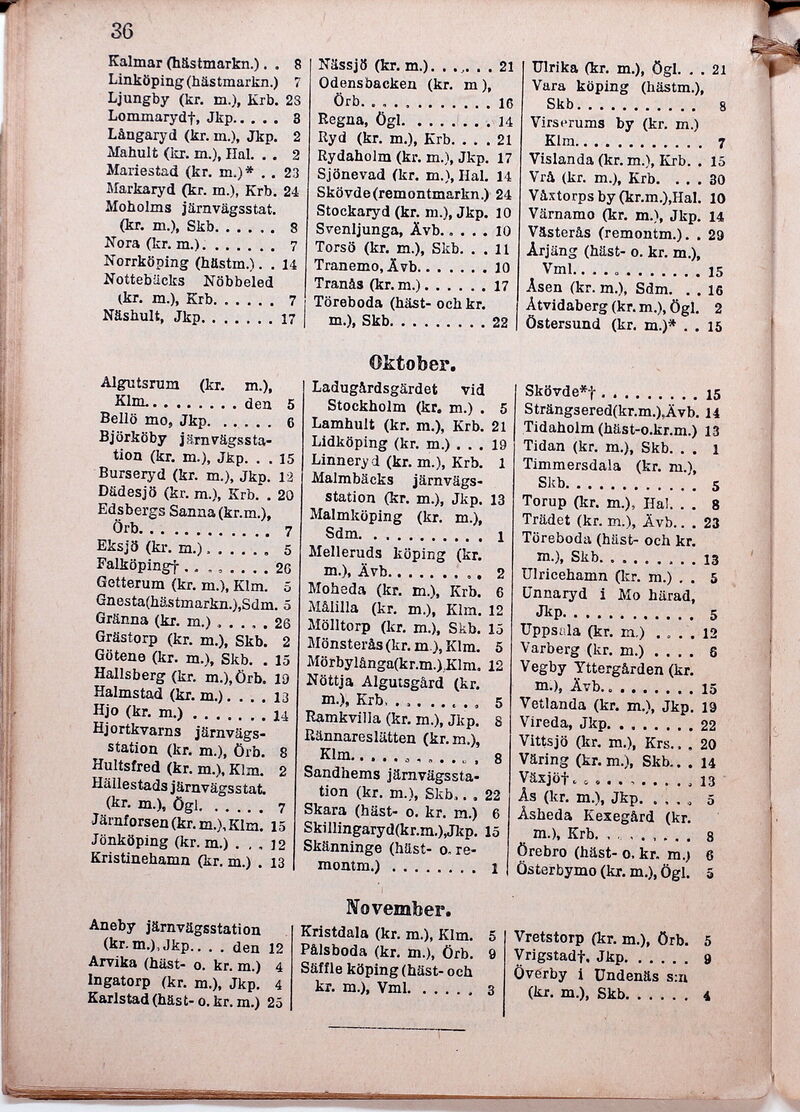 36
Kalmar (hästmarkn.) . . 8
Linköping (hästmarkn.) 7
Ljungby (kr. m.), Krb. 28
Lommaryd†, Jkp. . . . . 3
Långaryd (kr. m.), Jkp. 2
Mahult (kr. m.), Hal. . . 2
Mariestad (kr. m.)* . . 23
Markaryd (kr. m.), Krb. 24
Moholms järnvägsstat.
(kr. m.), Skb. . . . . . 8
Nora (kr. m.). . . . . . . 7
Norrköping (hästm.). . 14
Nottebäcks Nöbbeled
(kr. m.), Krb. . . . . . 7
Näshult, Jkp. . . . . . . 17
Nässjö (kr. m.). . . . . . 21
Odensbacken (kr. m),
Örb. . . . . . . . . . . . 16
Regna, Ögl. . . . . . . . 14
Ryd (kr. m.), Krb. . . . 21
Rydaholm (kr. m.), Jkp. 17
Sjönevad (kr. m.), Hal. 14
Skövde (remontmarkn.) 24
Stockaryd (kr. m.), Jkp. 10
Svenljunga, Ävb. . . . . 10
Torsö (kr. m.), Skb. . . 11
Tranemo, Ävb. . . . . . . 10
Tranås (kr. m.) . . . . . . 17
Töreboda (häst- och kr.
m.), Skb. . . . . . . . . 22
Ulrika (kr. m.), Ögl. . . 21
Vara köping (hästm.),
Skb. . . . . . . . . . . 8
Virserums by (kr. m.)
Klm. . . . . . . . . . . 7
Vislanda (kr. m.), Krb. . 15
Vrå (kr. m.), Krb. . . . 30
Våxtorps by (kr.m.),Hal. 10
Värnamo (kr. m.), Jkp. 14
Västerås (remontm.). . 29
Årjäng (häst- o. kr. m.),
Vml. . . . . . . . . . . 15
Åsen (kr. m.), Sdm. . . 16
Åtvidaberg (kr. m.), Ögl. 2
Östersund (kr. m.)* . . 15
Oktober.
Algutsrum (kr. m.),
Klm. . . . . . . . . den 5
Bellö mo, Jkp. . . . . . 6
Björköby järnvägssta-
tion (kr. m.), Jkp. . . 15
Burseryd (kr. m.), Jkp. 12
Dädesjö (kr. m.), Krb. . 20
Edsbergs Sanna (kr.m.),
Örb. . . . . . . . . . . . 7
Eksjö (kr. m.). . . . . . 5
Falköping† . . . . . . . . 26
Getterum (kr. m.), Klm. 5
Gnesta(hästmarkn.),Sdm. 5
Gränna (kr. m.) . . . . . 26
Grästorp (kr. m.), Skb. 2
Götene (kr. m.), Skb. . 15
Hallsberg (kr. m.), Örb. 19
Halmstad (kr. m.). . . . 13
Hjo (kr. m.) . . . . . . . 14
Hjortkvarns järnvägs-
station (kr. m.), Örb. 8
Hultsfred (kr. m.), Klm. 2
Hällestads järnvägsstat.
(kr. m.), Ögl. . . . . . 7
Järnforsen (kr. m.), Klm. 15
Jönköping (kr. m.) . . . 12
Kristinehamn (kr. m.) . 13
Ladugårdsgärdet vid
Stockholm (kr. m.) . 5
Lamhult (kr. m.), Krb. 21
Lidköping (kr. m.) . . . 19
Linneryd (kr. m.), Krb. 1
Malmbäcks järnvägs-
station (kr. m.), Jkp. 13
Malmköping (kr. m.),
Sdm. . . . . . . . . . . 1
Melleruds köping (kr.
m.), Ävb. . . . . . . . . 2
Moheda (kr. m.), Krb. 6
Målilla (kr. m.), Klm. 12
Mölltorp (kr. m.), Skb. 15
Mönsterås (kr. m.), Klm. 5
Mörbylånga(kr.m.),Klm. 12
Nöttja Algutsgård (kr.
m.), Krb. . . . . . . . . 5
Ramkvilla (kr. m.), Jkp. 8
Rännareslätten (kr. m.),
Klm. . . . . . . . . . . . 8
Sandhems järnvägssta-
tion (kr. m.), Skb. . . 22
Skara (häst- o. kr. m.) 6
Skillingaryd(kr.m.),Jkp. 15
Skänninge (häst- o. re-
montm.) . . . . . . . . 1
Skövde*† . . . . . . . . . 15
Strängsered(kr.m.),Ävb. 14
Tidaholm (häst-o.kr.m.) 13
Tidan (kr. m.), Skb. . . 1
Timmersdala (kr. m.),
Skb. . . . . . . . . . . . 5
Torup (kr. m.), Hal. . . 8
Trädet (kr. m.), Ävb. . . 23
Töreboda (häst- och kr.
m.), Skb. . . . . . . . . 13
Ulricehamn (kr. m.) . . 5
Unnaryd i Mo härad,
Jkp. . . . . . . . . . . . 5
Uppsala (kr. m.) . . . . 12
Varberg (kr. m.) . . . . 6
Vegby Yttergården (kr.
m.), Ävb. . . . . . . . . 15
Vetlanda (kr. m.), Jkp. 19
Vireda, Jkp. . . . . . . . 22
Vittsjö (kr. m.), Krs. . . 20
Väring (kr. m.), Skb. . . 14
Växjö† . . . . . . . . . . 13
Ås (kr. m.), Jkp. . . . . 5
Åsheda Kexegård (kr.
m.), Krb. . . . . . . . . 8
Örebro (häst- o. kr. m.) 6
Österbymo (kr. m.), Ögl. 5
November.
Aneby järnvägsstation
(kr. m.), Jkp. . . . den 12
Arvika (häst- o. kr. m.) 4
Ingatorp (kr. m.), Jkp. 4
Karlstad (häst- o. kr. m.) 25
Kristdala (kr. m.), Klm. 5
Pålsboda (kr. m.), Örb. 9
Säffle köping (häst- och
kr. m.), Vml. . . . . . 3
Vretstorp (kr. m.), Örb. 5
Vrigstad†, Jkp. . . . . . 9
Överby i Undenäs s:n
(kr. m.), Skb. . . . . . 4